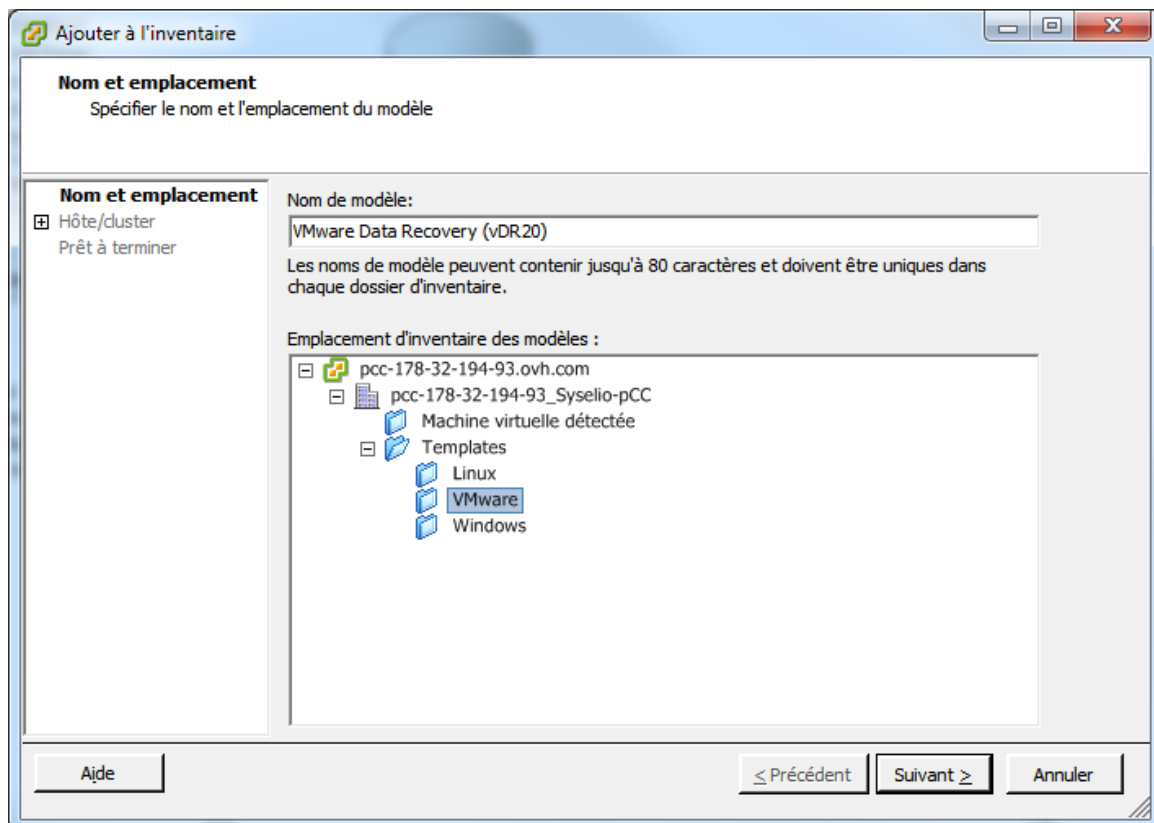 Ajouter à l'inventaire
Nom et emplacement
Spécifier le nom et l'emplacement du modèle
Nom et emplacement
Hôte/cluster
Prêt à terminer
Nom de modèle:
VMware Data Recovery (vDR20)
Les noms de modèle peuvent contenir jusqu'à 80 caractères et doivent être uniques dans
chaque dossier d'inventaire.
Emplacement d'inventaire des modèles :
pcc-178-32-194-93.ovh.com
pcc-178-32-194-93_Syselio-pCC
Machine virtuelle détectée
Templates
Linux
VMware
Windows
Aide
< Précédent
Suivant >
Annuler